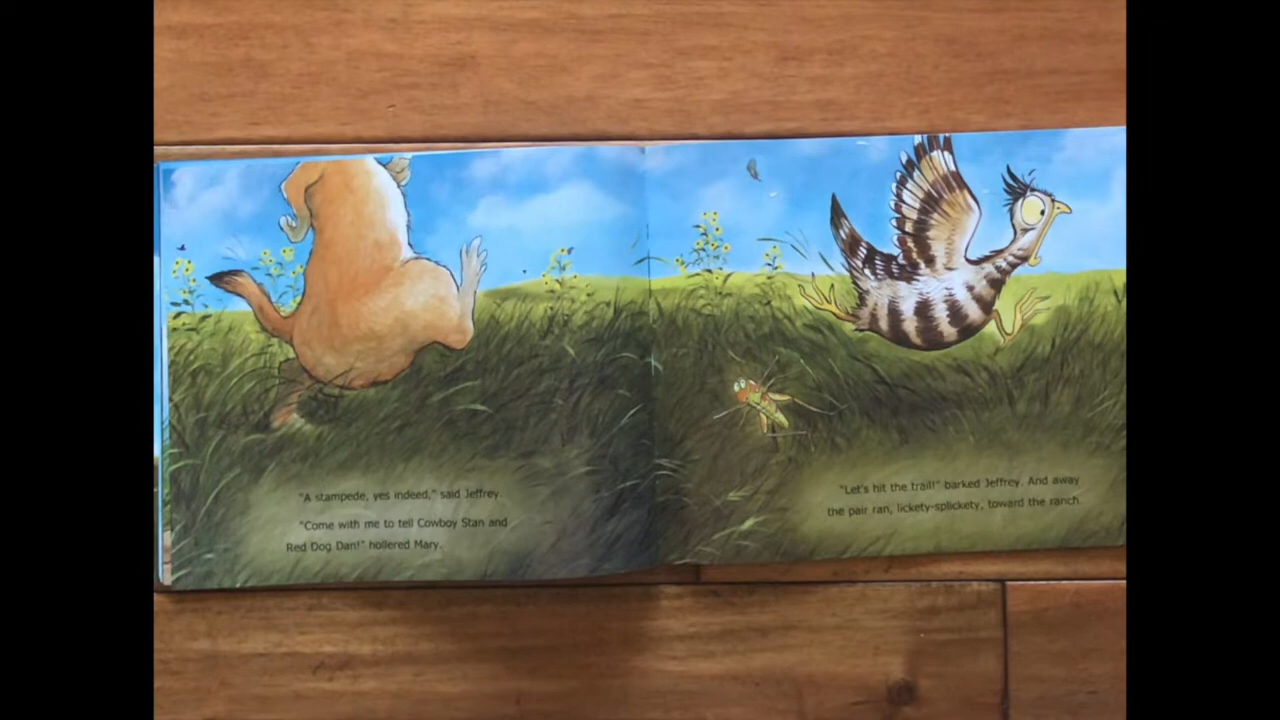 "A stampede, yes indeed," said Jeffrey.
"Come with me to tell Cowboy Stan and
Red Dog Dan!" hollered Mary.
"Let's hit the trail!" barked Jeffrey. And away
the pair ran, lickety-splickety, toward the ranch.